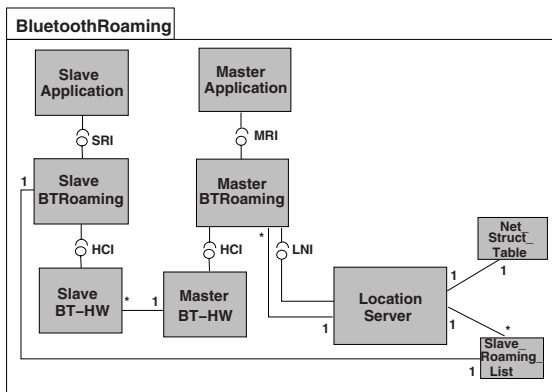 BluetoothRoaming
Slave
Application
Master
Application
SRI
MRI
1
Slave
BTRoaming
Master
BTRoaming
HCI
HCI
*
LNI
Net_
Struct_
Table
1
1
Slave
BT–HW
*
1
Master
BT–HW
Location
Server
1
1
*
Slave_
Roaming_
List
1